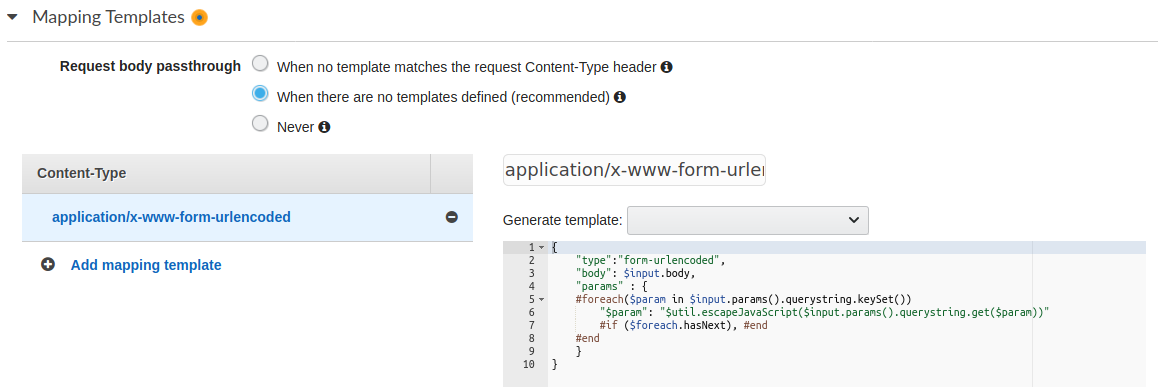 Mapping Templates
Request body passthrough
When no template matches the request Content-Type header
When there are no templates defined (recommended)
Never
Content-Type
application/x-www-form-urlencoded
Add mapping template
application/x-www-form-urle
Generate template:
1 {
2 "type":"form-urlencoded",
3 "body": $input.body,
4 "params" : {
5 #foreach($param in $input.params().querystring.keySet())
6 "$param": "$util.escapeJavaScript($input.params().querystring.get($param))"
7 #if ($foreach.hasNext), #end
8 #end
9 }
10 }